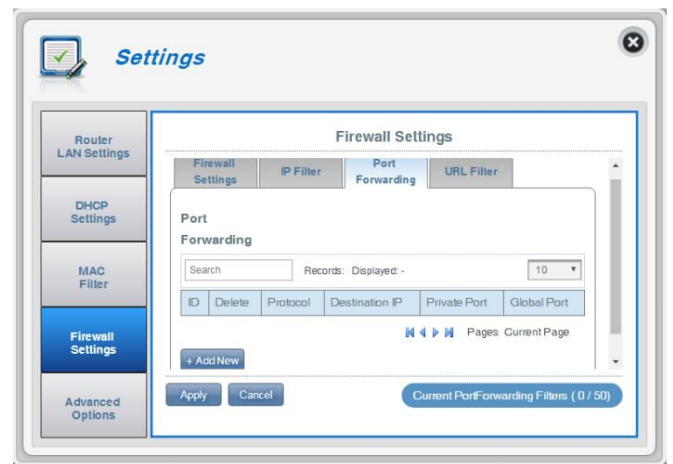 Settings
Router
LAN Settings
DHCP
Settings
MAC
Filter
Firewall
Settings
Advanced
Options
Firewall Settings
Firewall
Settings
IP Filter
Port
Forwarding
URL Filter
Port
Forwarding
Search
Records: Displayed: -
10
ID Delete Protocol Destination IP Private Port Global Port
Pages Current Page
+ Add New
Apply Cancel
Current PortForwarding Filters ( 0 / 50)